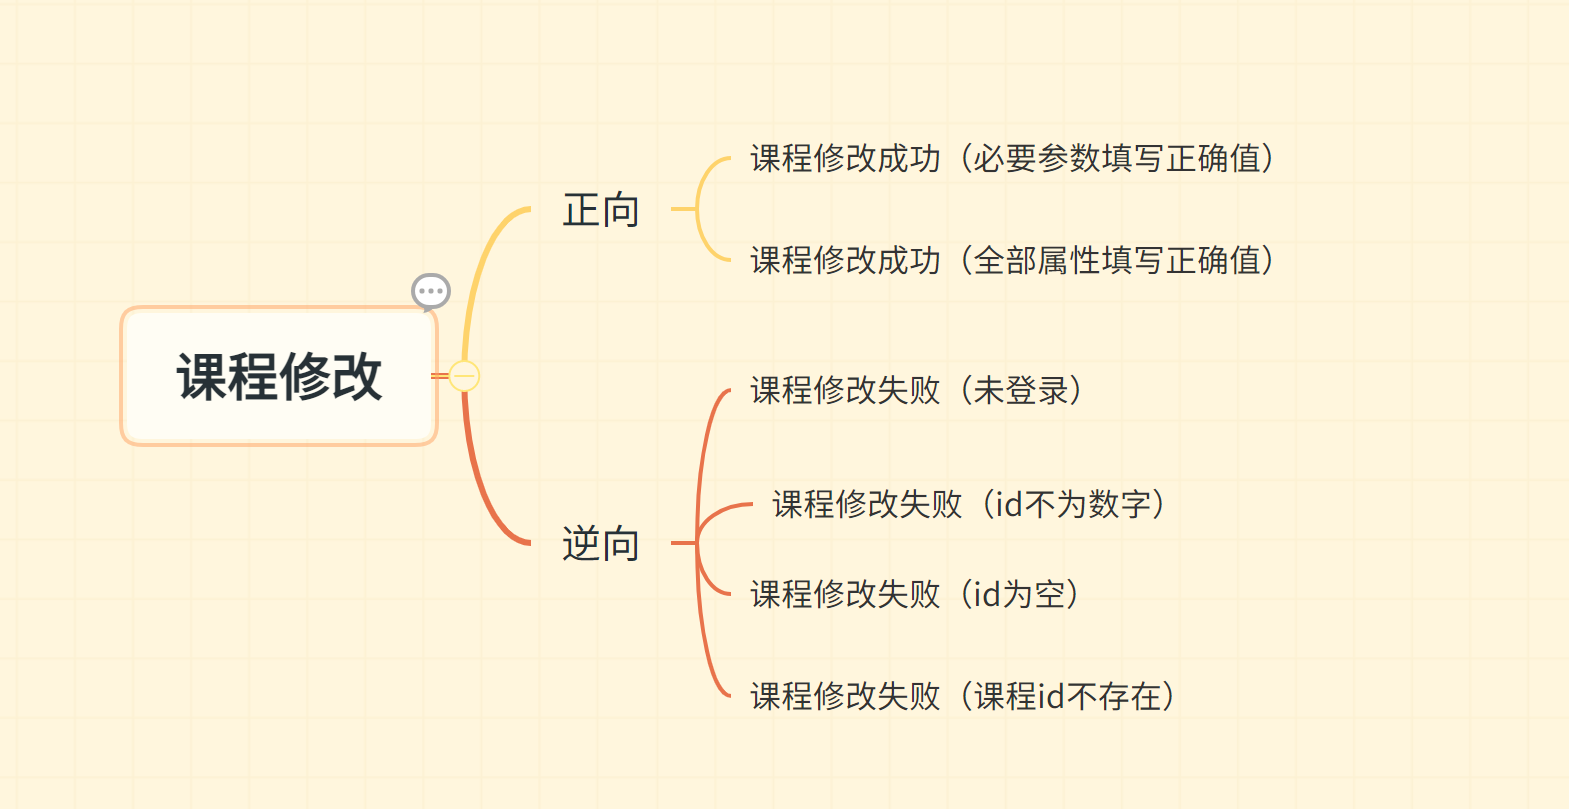 课程修改
正向
课程修改成功（必要参数填写正确值）
课程修改成功（全部属性填写正确值）
逆向
课程修改失败（未登录）
课程修改失败（id不为数字）
课程修改失败（id为空）
课程修改失败（课程id不存在）